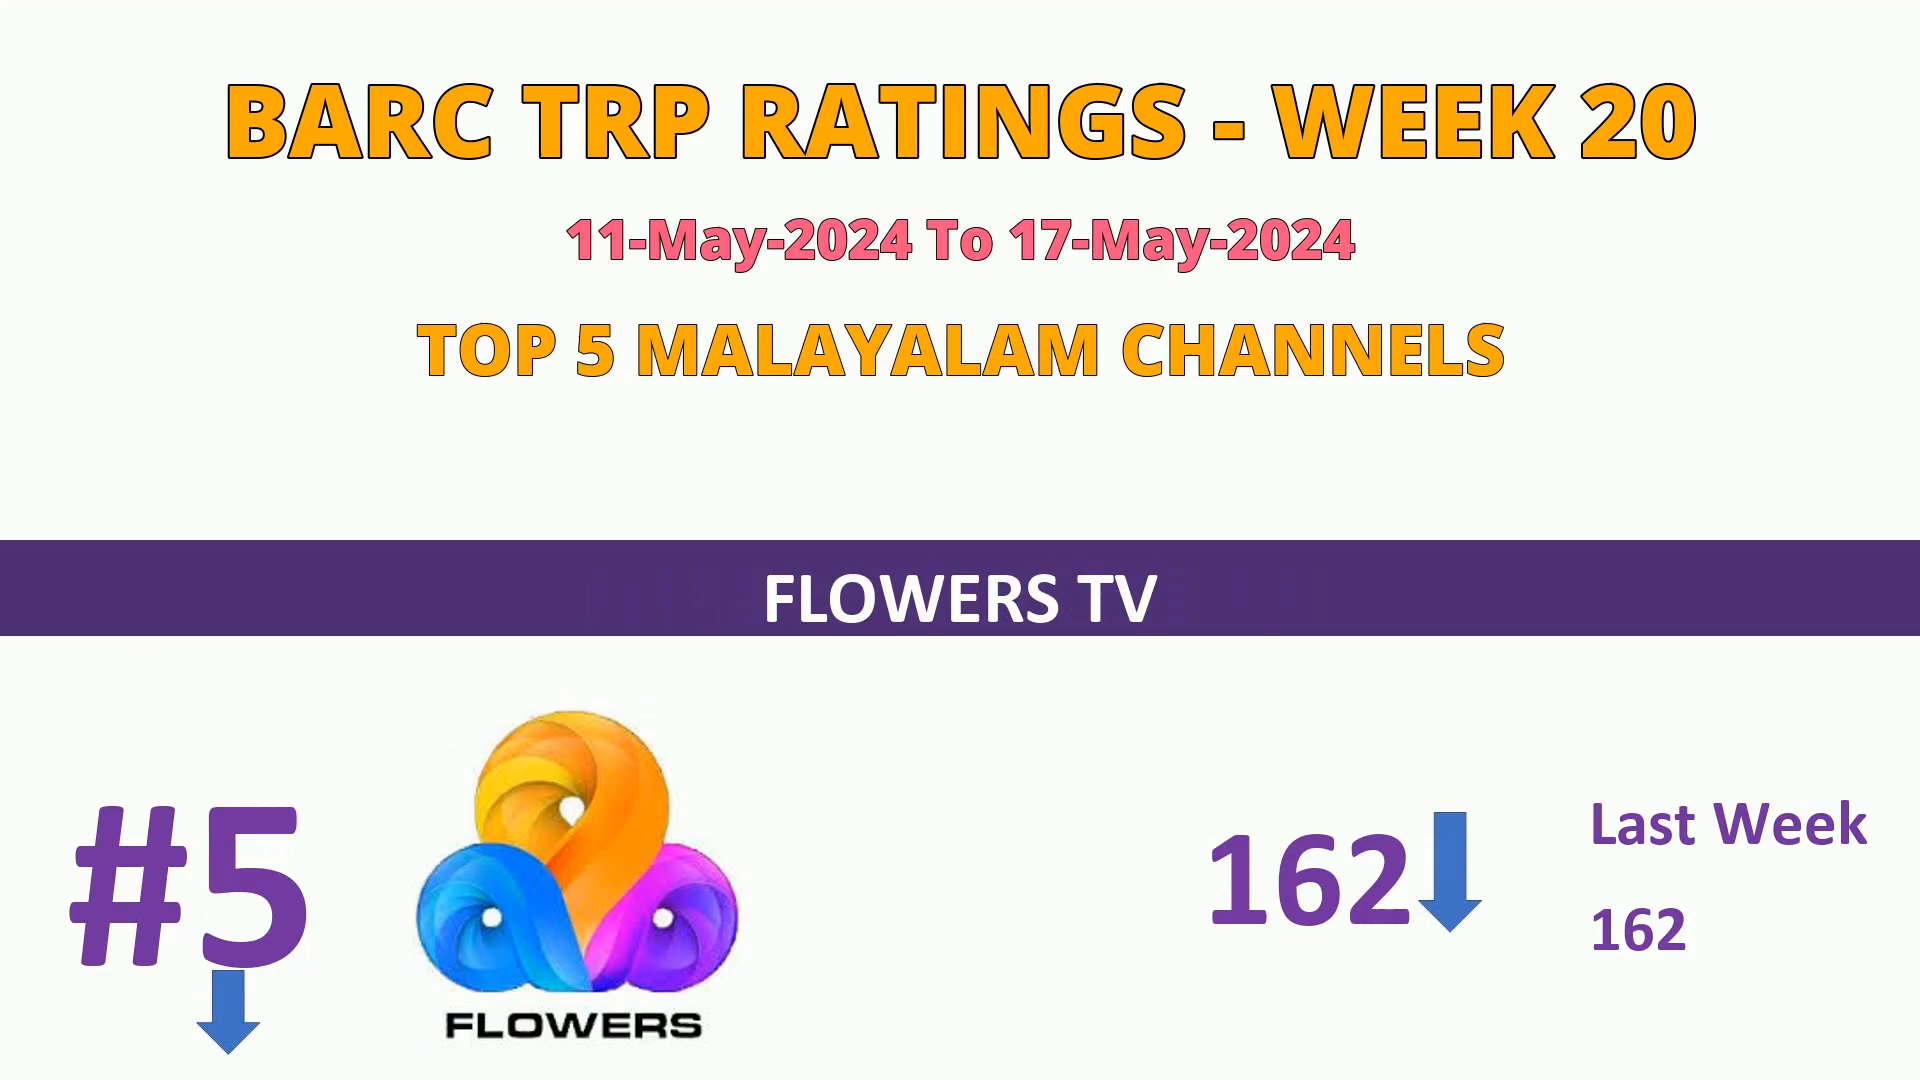 BARC TRP RATINGS - WEEK 20
11-May-2024 To 17-May-2024
TOP 5 MALAYALAM CHANNELS
FLOWERS TV
#5
FLOWERS
162
Last Week
162